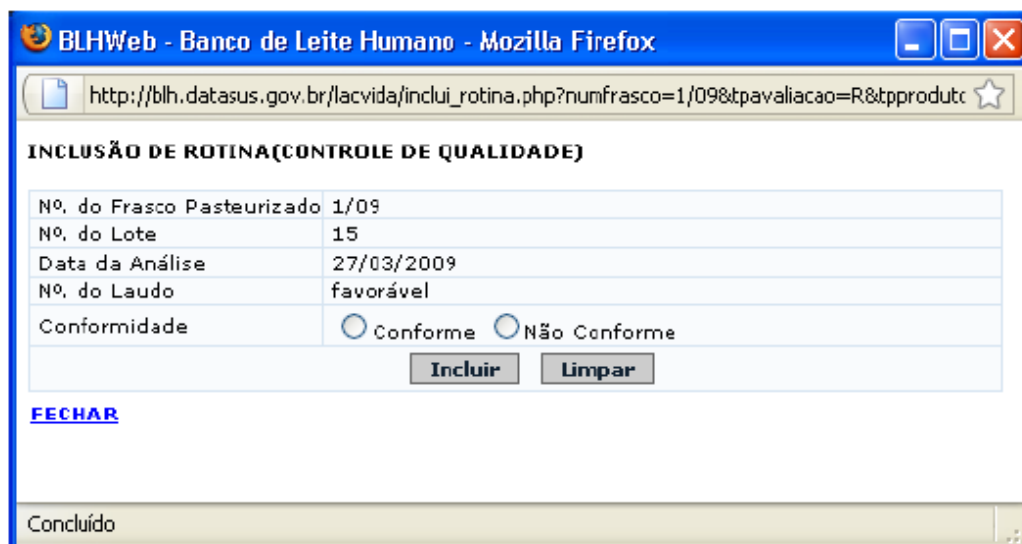 BLHWeb - Banco de Leite Humano - Mozilla Firefox
http://blh.datasus.gov.br/lacvida/inclui_rotina.php?numfrasco=1/09&tpavaliacao=R&tpproduto
INCLUSÃO DE ROTINA(CONTROLE DE QUALIDADE)
Nº. do Frasco Pasteurizado 1/09
Nº. do Lote 15
Data da Análise 27/03/2009
Nº. do Laudo favorável
Conformidade Conforme Não Conforme
Incluir Limpar
FECHAR
Concluído